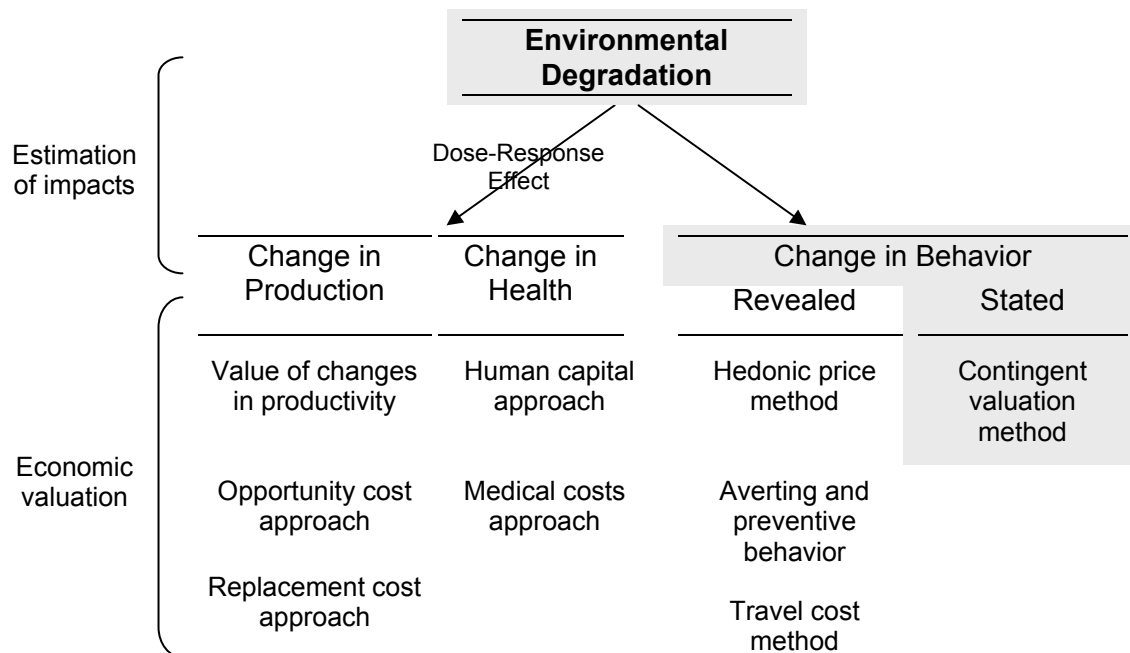 Environmental
Degradation
Estimation
of impacts
Dose-Response
Effect
Change in
Production
Change in
Health
Change in Behavior
Revealed
Stated
Economic
valuation
Value of changes
in productivity
Human capital
approach
Hedonic price
method
Contingent
valuation
method
Opportunity cost
approach
Medical costs
approach
Averting and
preventive
behavior
Replacement cost
approach
Travel cost
method